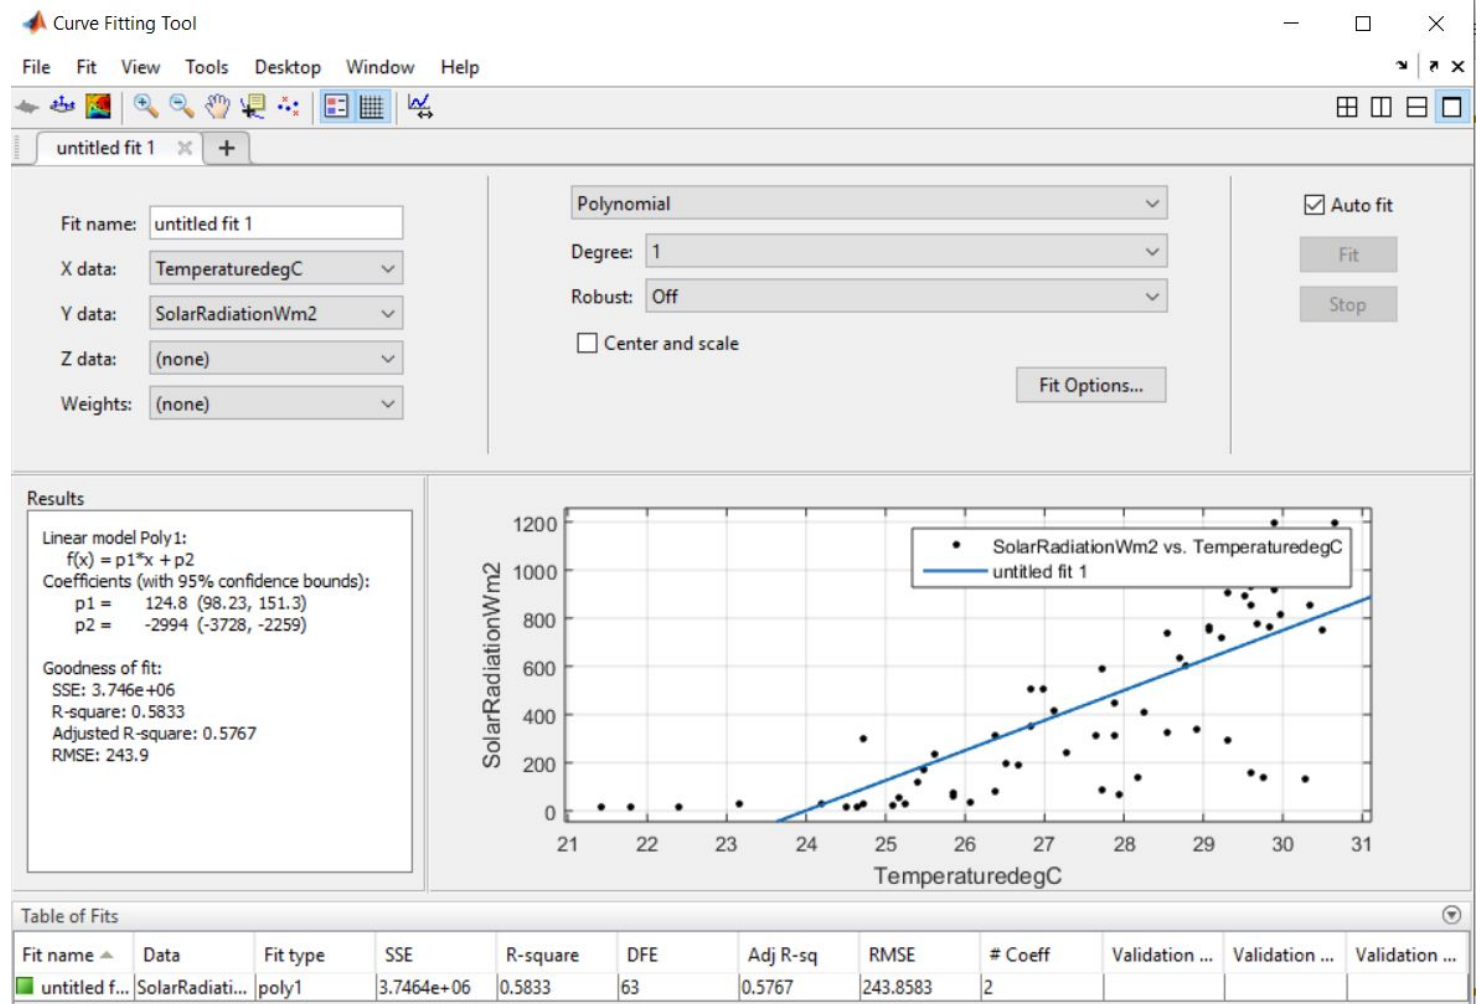 Curve Fitting Tool
File Fit View Tools Desktop Window Help
untitled fit 1
Fit name: untitled fit 1
X data: TemperaturedegC
Y data: SolarRadiationWm2
Z data: (none)
Weights: (none)
Polynomial
Degree: 1
Robust: Off
Center and scale
Fit Options...
Auto fit
Fit
Stop
Results
Linear model Poly1:
f(x) = p1*x + p2
Coefficients (with 95% confidence bounds):
p1 = 124.8 (98.23, 151.3)
p2 = -2994 (-3728, -2259)
Goodness of fit:
SSE: 3.746e+06
R-square: 0.5833
Adjusted R-square: 0.5767
RMSE: 243.9
SolarRadiationWm2
1200
1000
800
600
400
200
0
SolarRadiationWm2 vs. TemperaturedegC
untitled fit 1
21 22 23 24 25 26 27 28 29 30 31
TemperaturedegC
Table of Fits
Fit name Data Fit type SSE R-square DFE Adj R-sq RMSE # Coeff Validation ... Validation ... Validation ...
untitled f... SolarRadiati... poly1 3.7464e+06 0.5833 63 0.5767 243.8583 2